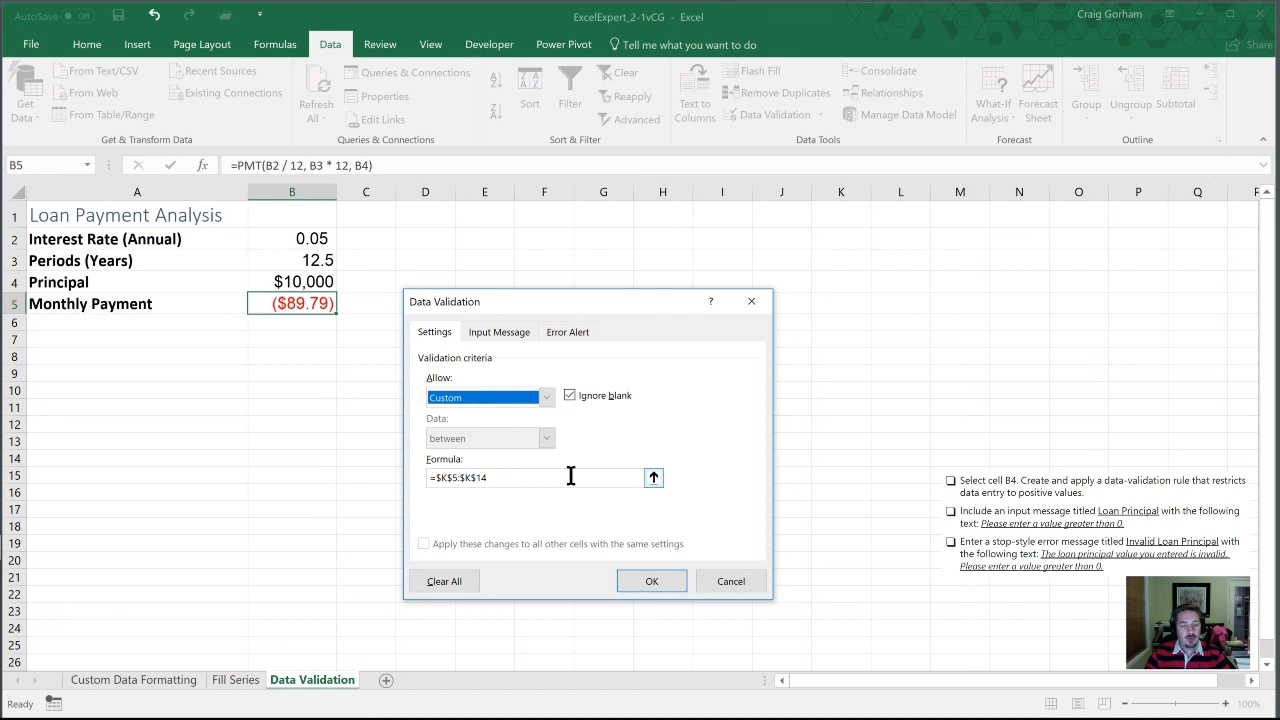 AutoSave Off
ExcelExpert_2-1vCG - Excel
Craig Gorham
File Home Insert Page Layout Formulas Data Review View Developer Power Pivot Tell me what you want to do Share
Get Data
From Text/CSV
From Web
From Table/Range
Recent Sources
Existing Connections
Get & Transform Data
Refresh All
Queries & Connections
Properties
Edit Links
Queries & Connections
Sort
Filter
Clear
Reapply
Advanced
Sort & Filter
Text to Columns
Flash Fill
Remove Duplicates
Data Validation
Consolidate
Relationships
Manage Data Model
Data Tools
What-If Analysis
Forecast Sheet
Forecast
Group
Ungroup
Subtotal
Outline
B5 fx =PMT(B2 / 12, B3 * 12, B4)
A B C D E F G H I J K L M N O P Q F
1 Loan Payment Analysis
2 Interest Rate (Annual) 0.05
3 Periods (Years) 12.5
4 Principal $10,000
5 Monthly Payment ($89.79)
6
7
8
9
10
11
12
13
14
15
16
17
18
19
20
21
22
23
24
25
26
Data Validation ?
Settings Input Message Error Alert
Validation criteria
Allow:
Custom Ignore blank
Data:
between
Formula:
=$K$5:$K$14
Apply these changes to all other cells with the same settings
Clear All OK Cancel
Select cell B4. Create and apply a data-validation rule that restricts
data entry to positive values.
Include an input message titled Loan Principal with the following
text: Please enter a value greater than 0.
Enter a stop-style error message titled Invalid Loan Principal with
the following text: The loan principal value you entered is invalid.
Please enter a value greater than 0.
Custom Data Formatting Fill Series Data Validation
Ready 100%